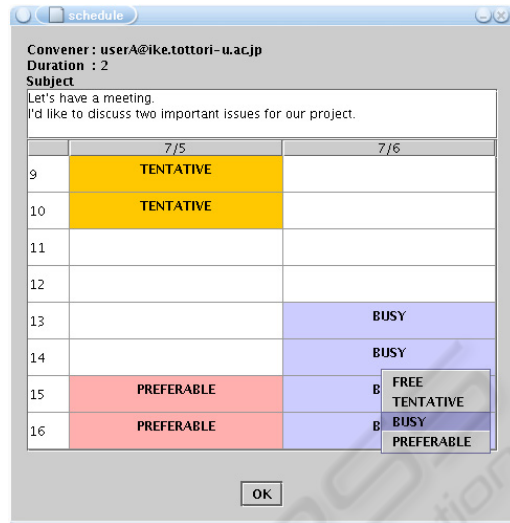 schedule
Convener : userA@ike.tottori-u.ac.jp
Duration : 2
Subject
Let's have a meeting.
I'd like to discuss two important issues for our project.
7/5 7/6
9 TENTATIVE
10 TENTATIVE
11
12
13 BUSY
14 BUSY
15 PREFERABLE B
16 PREFERABLE B
FREE
TENTATIVE
BUSY
PREFERABLE
OK